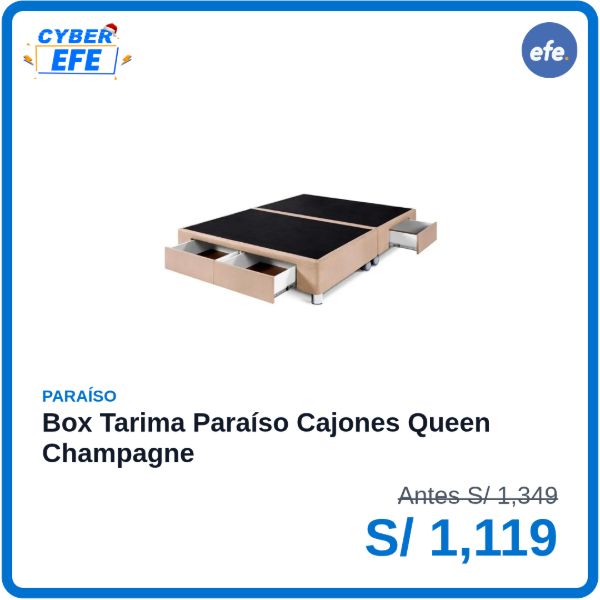 CYBER
EFE
efe.
PARAÍSO
Box Tarima Paraíso Cajones Queen
Champagne
Antes S/ 1,349
S/ 1,119